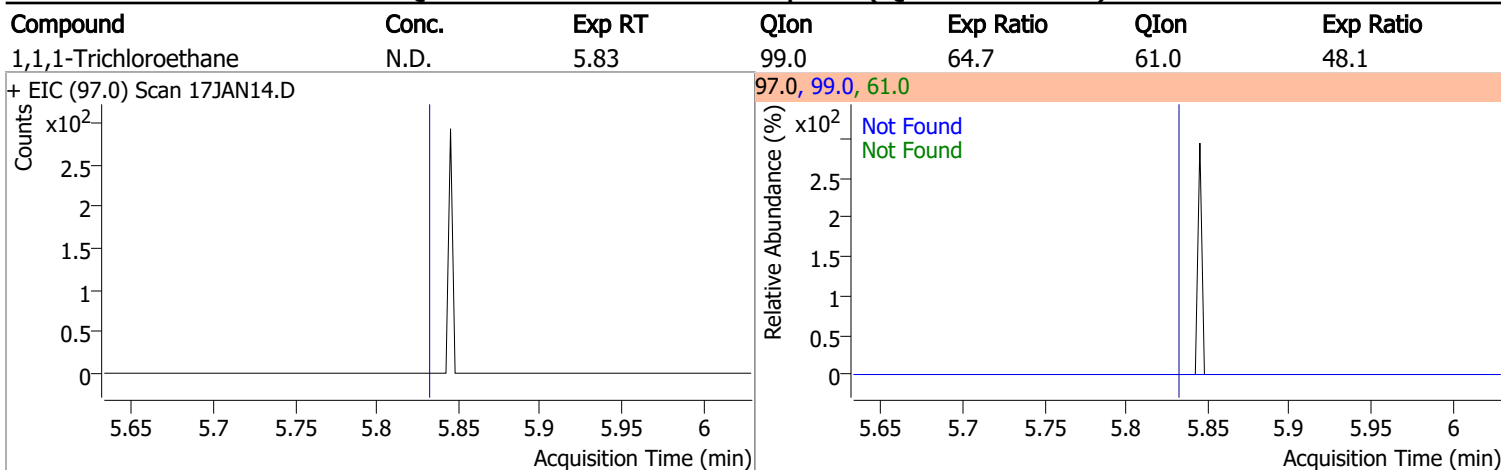 Compound Conc. Exp RT QIon Exp Ratio QIon Exp Ratio
1,1,1-Trichloroethane N.D. 5.83 99.0 64.7 61.0 48.1
+ EIC (97.0) Scan 17JAN14.D
Counts
x10²
2.5
2
1.5
1
0.5
0
5.65 5.7 5.75 5.8 5.85 5.9 5.95 6
Acquisition Time (min)
97.0, 99.0, 61.0
Relative Abundance (%)
x10²
Not Found
Not Found
2.5
2
1.5
1
0.5
0
5.65 5.7 5.75 5.8 5.85 5.9 5.95 6
Acquisition Time (min)